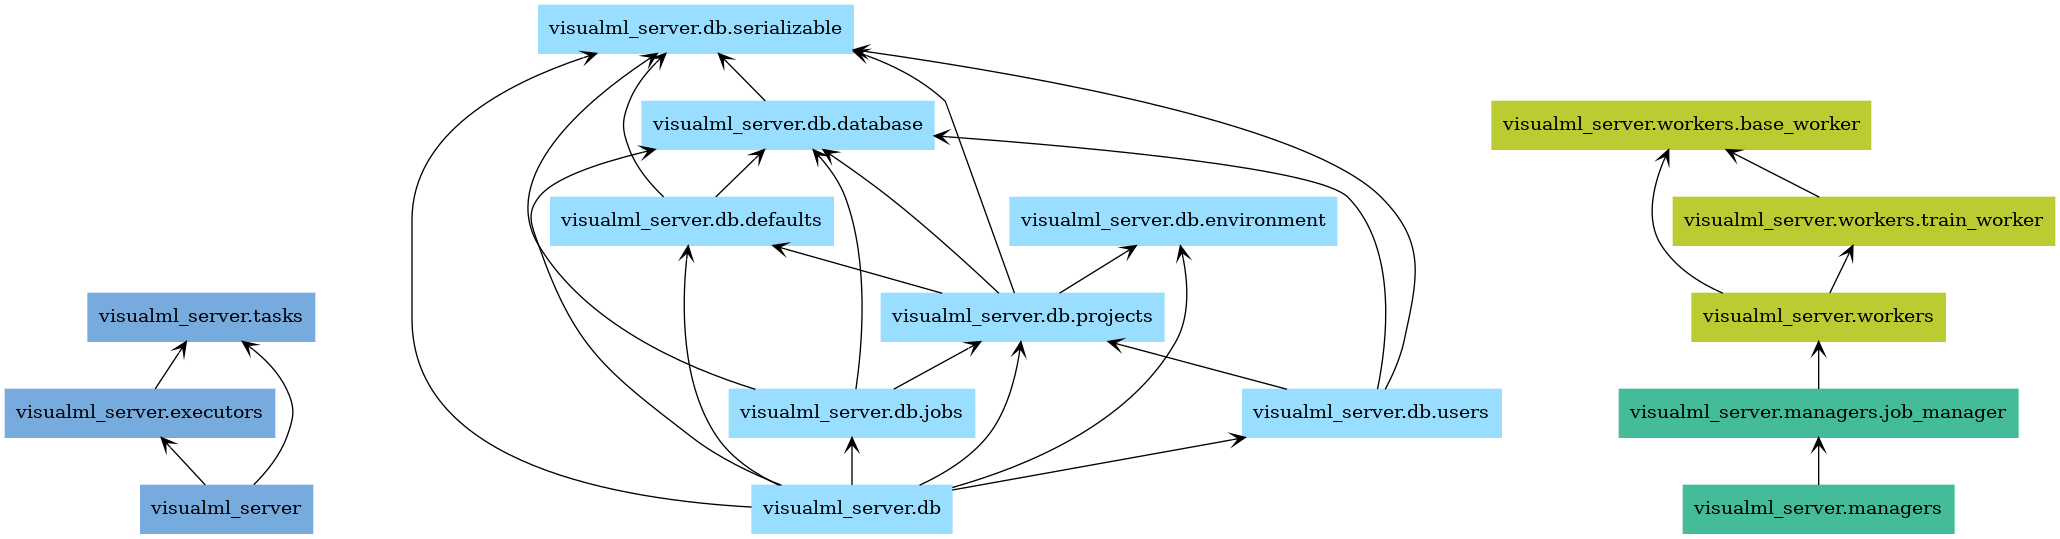 visualml_server.db.serializable
visualml_server.db.database
visualml_server.workers.base_worker
visualml_server.db.defaults
visualml_server.db.environment
visualml_server.workers.train_worker
visualml_server.tasks
visualml_server.db.projects
visualml_server.workers
visualml_server.executors
visualml_server.db.jobs
visualml_server.db.users
visualml_server.managers.job_manager
visualml_server
visualml_server.db
visualml_server.managers